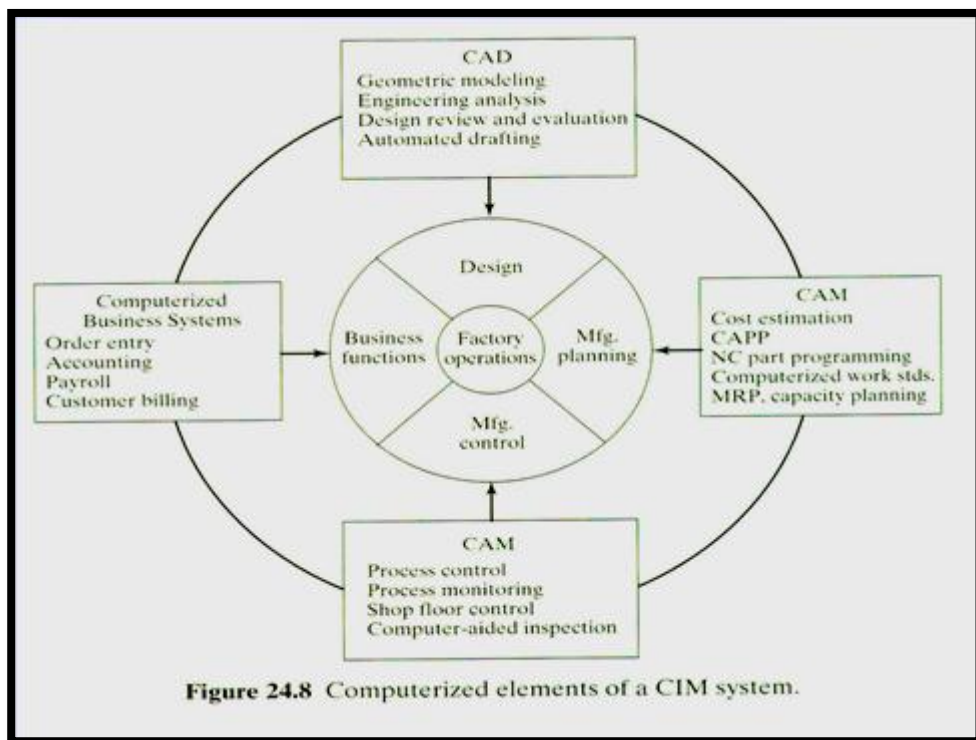 CAD
Geometric modeling
Engineering analysis
Design review and evaluation
Automated drafting
Computerized
Business Systems
Order entry
Accounting
Payroll
Customer billing
Design
Business
functions
Factory
operations
Mfg.
planning
Mfg.
control
CAM
Cost estimation
CAPP
NC part programming
Computerized work stds.
MRP. capacity planning
CAM
Process control
Process monitoring
Shop floor control
Computer-aided inspection
Figure 24.8 Computerized elements of a CIM system.